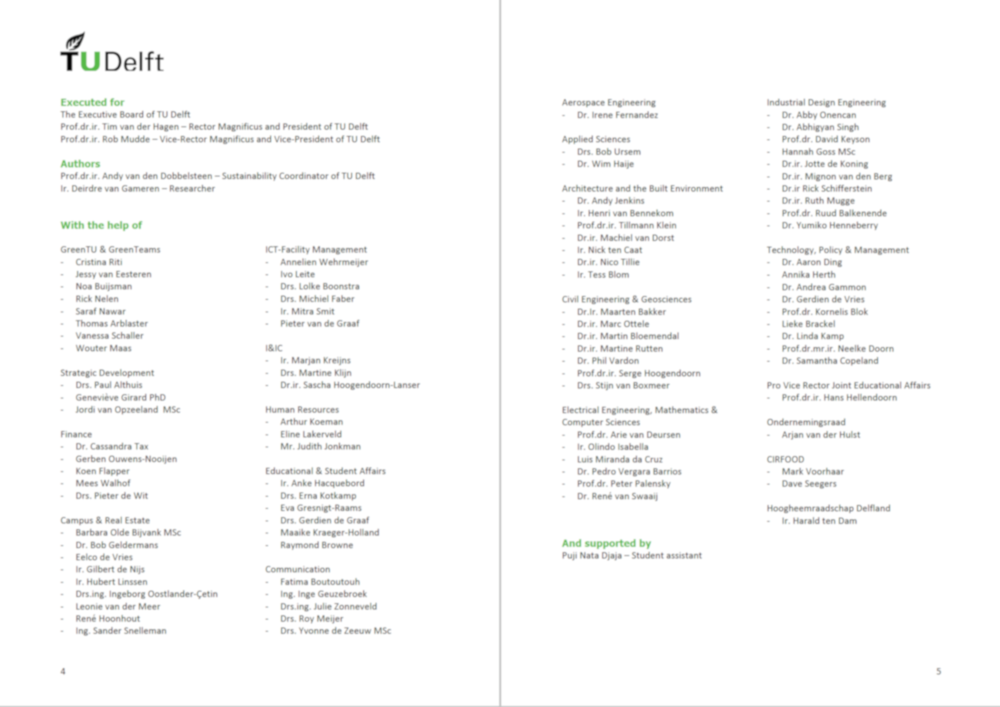 TU Delft
Executed for
The Executive Board of TU Delft
Prof.dr.ir. Tim van der Hagen – Rector Magnificus and President of TU Delft
Prof.dr.ir. Rob Mudde – Vice-Rector Magnificus and Vice-President of TU Delft
Authors
Prof.dr.ir. Andy van den Dobbelsteen – Sustainability Coordinator of TU Delft
Ir. Deirdre van Gameren – Researcher
With the help of
GreenTU & GreenTeams
- Cristina Riti
- Jessy van Eesteren
- Noa Buijsman
- Rick Nelen
- Saraf Nawar
- Thomas Arblaster
- Vanessa Schaller
- Wouter Maas
Strategic Development
- Drs. Paul Althuis
- Geneviève Girard PhD
- Jordi van Opzeeland  MSc
Finance
- Dr. Cassandra Tax
- Gerben Ouwens-Nooijen
- Koen Flapper
- Mees Walhof
- Drs. Pieter de Wit
Campus & Real Estate
- Barbara Olde Bijvank MSc
- Dr. Bob Geldermans
- Eelco de Vries
- Ir. Gilbert de Nijs
- Ir. Hubert Linssen
- Drs.ing. Ingeborg Oostlander-Çetin
- Leonie van der Meer
- René Hoonhout
- Ing. Sander Snelleman
ICT-Facility Management
- Annelien Wehrmeijer
- Ivo Leite
- Drs. Lolke Boonstra
- Drs. Michiel Faber
- Ir. Mitra Smit
- Pieter van de Graaf
I&IC
- Ir. Marjan Kreijns
- Drs. Martine Klijn
- Dr.ir. Sascha Hoogendoorn-Lanser
Human Resources
- Arthur Koeman
- Eline Lakerveld
- Mr. Judith Jonkman
Educational & Student Affairs
- Ir. Anke Hacquebord
- Drs. Erna Kotkamp
- Eva Gresnigt-Raams
- Drs. Gerdien de Graaf
- Maaike Kraeger-Holland
- Raymond Browne
Communication
- Fatima Boutoutouh
- Ing. Inge Geuzebroek
- Drs.ing. Julie Zonneveld
- Drs. Roy Meijer
- Drs. Yvonne de Zeeuw MSc
4
Aerospace Engineering
- Dr. Irene Fernandez
Applied Sciences
- Drs. Bob Ursem
- Dr. Wim Haije
Architecture and the Built Environment
- Dr. Andy Jenkins
- Ir. Henri van Bennekom
- Prof.dr.ir. Tillmann Klein
- Dr.ir. Machiel van Dorst
- Ir. Nick ten Caat
- Dr.ir. Nico Tillie
- Ir. Tess Blom
Civil Engineering & Geosciences
- Dr.Ir. Maarten Bakker
- Dr.ir. Marc Ottele
- Dr.ir. Martin Bloemendal
- Dr.ir. Martine Rutten
- Dr. Phil Vardon
- Prof.dr.ir. Serge Hoogendoorn
- Drs. Stijn van Boxmeer
Electrical Engineering, Mathematics &
Computer Sciences
- Prof.dr. Arie van Deursen
- Ir. Olindo Isabella
- Luis Miranda da Cruz
- Dr. Pedro Vergara Barrios
- Prof.dr. Peter Palensky
- Dr. René van Swaaij
And supported by
Puji Nata Djaja – Student assistant
Industrial Design Engineering
- Dr. Abby Onencan
- Dr. Abhigyan Singh
- Prof.dr. David Keyson
- Hannah Goss MSc
- Dr.ir. Jotte de Koning
- Dr.ir. Mignon van den Berg
- Dr.ir Rick Schifferstein
- Dr.ir. Ruth Mugge
- Prof.dr. Ruud Balkenende
- Dr. Yumiko Henneberry
Technology, Policy & Management
- Dr. Aaron Ding
- Annika Herth
- Dr. Andrea Gammon
- Dr. Gerdien de Vries
- Prof.dr. Kornelis Blok
- Lieke Brackel
- Dr. Linda Kamp
- Prof.dr.mr.ir. Neelke Doorn
- Dr. Samantha Copeland
Pro Vice Rector Joint Educational Affairs
- Prof.dr.ir. Hans Hellendoorn
Ondernemingsraad
- Arjan van der Hulst
CIRFOOD
- Mark Voorhaar
- Dave Seegers
Hoogheemraadschap Delfland
- Ir. Harald ten Dam
5